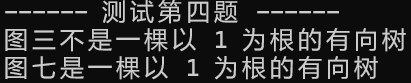 ------ 测试第四题 ------
图三不是一棵以 1 为根的有向树
图七是一棵以 1 为根的有向树